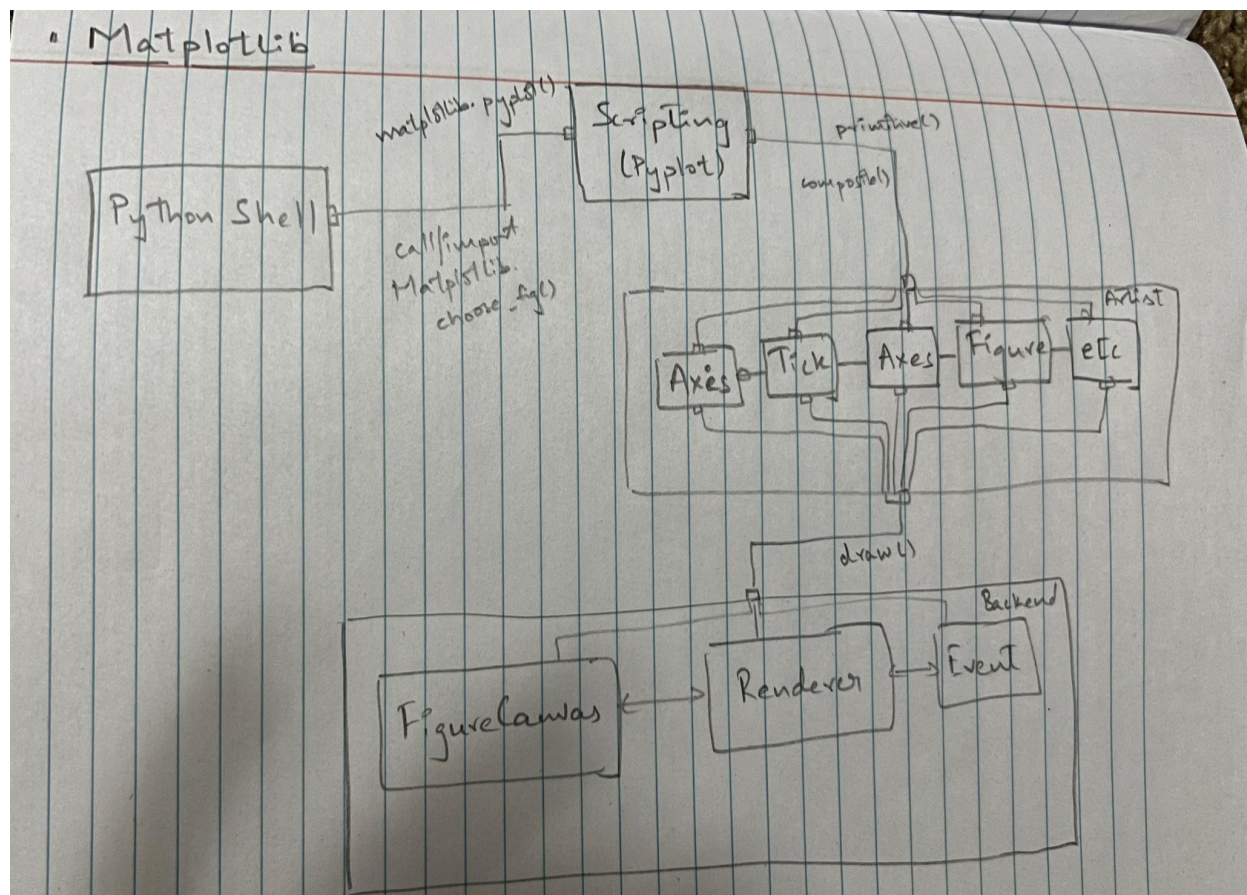 • Matplotlib
matplotlib.pyplot()
Scripting
(Pyplot)
primitive()
composite()
Python Shell
call/import
Matplotlib.
choose_fig()
Artist
Axes
Tick
Axes
Figure
etc
draw()
Backend
FigureCanvas
Renderer
Event